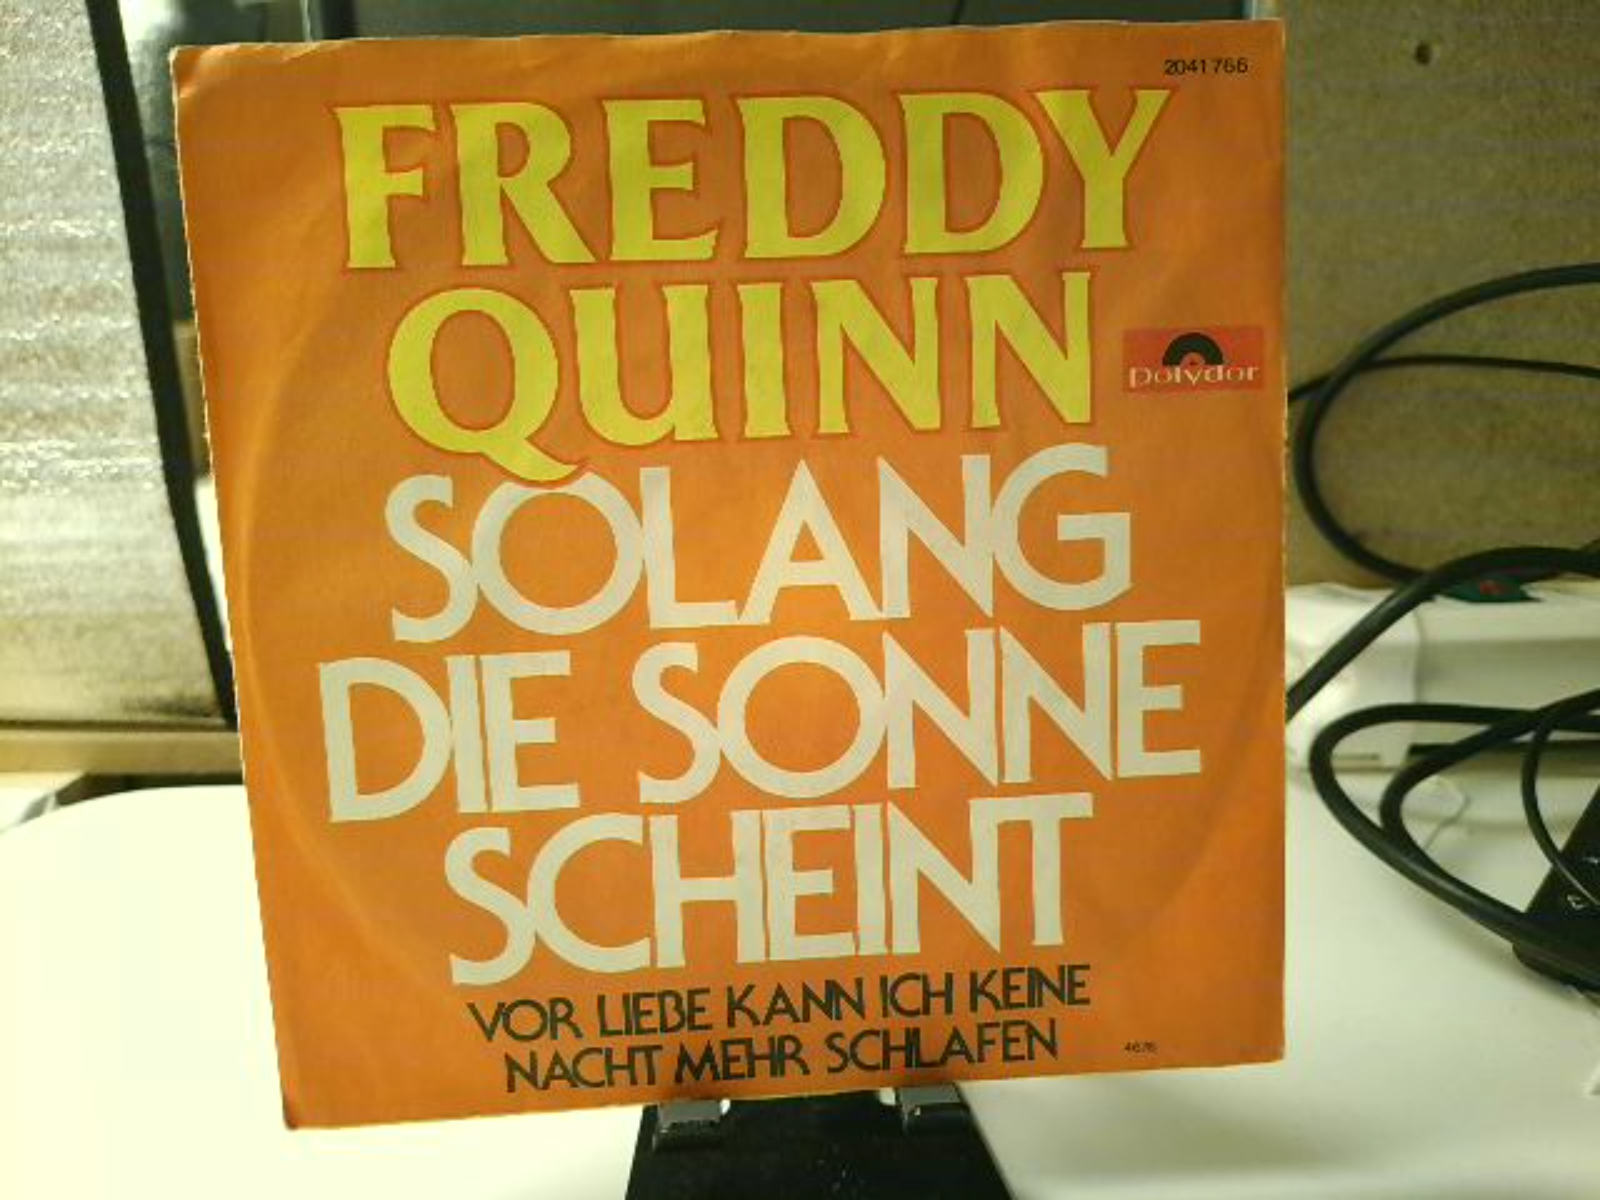 2041 766
FREDDY
QUINN
Polydor
SOLANG
DIE SONNE
SCHEINT
VOR LIEBE KANN ICH KEINE
NACHT MEHR SCHLAFEN